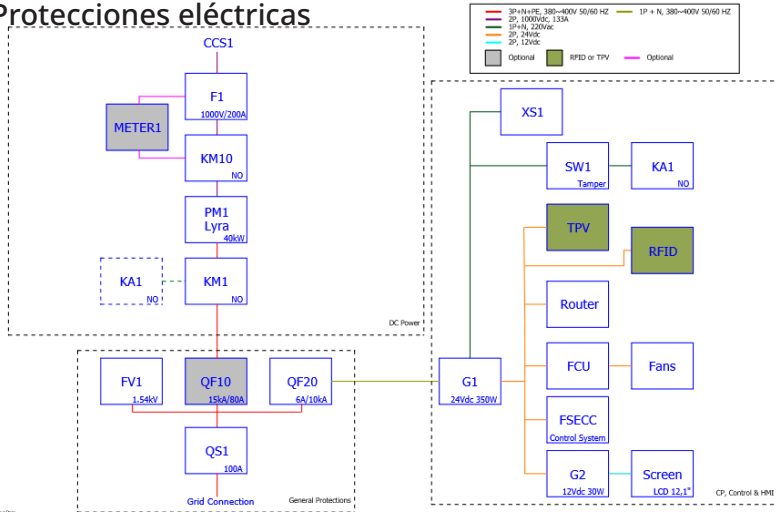 Protecciones eléctricas
3P+N+PE, 380~400V 50/60 HZ
1P + N, 380~400V 50/60 HZ
2P, 1000Vdc, 133A
1P+N, 220Vac
2P, 24Vdc
2P, 12Vdc
Optional
RFID or TPV
Optional
CCS1
F1
1000V/200A
METER1
KM10
NO
PM1
Lyra
40kW
KA1
NO
KM1
NO
DC Power
FV1
1.54kV
QF10
15kA/80A
QF20
6A/10kA
QS1
100A
Grid Connection
General Protections
XS1
SW1
Tamper
KA1
NO
TPV
RFID
Router
G1
24Vdc 350W
FCU
Fans
FSECC
Control System
G2
12Vdc 30W
Screen
LCD 12,1"
CP, Control & HMI